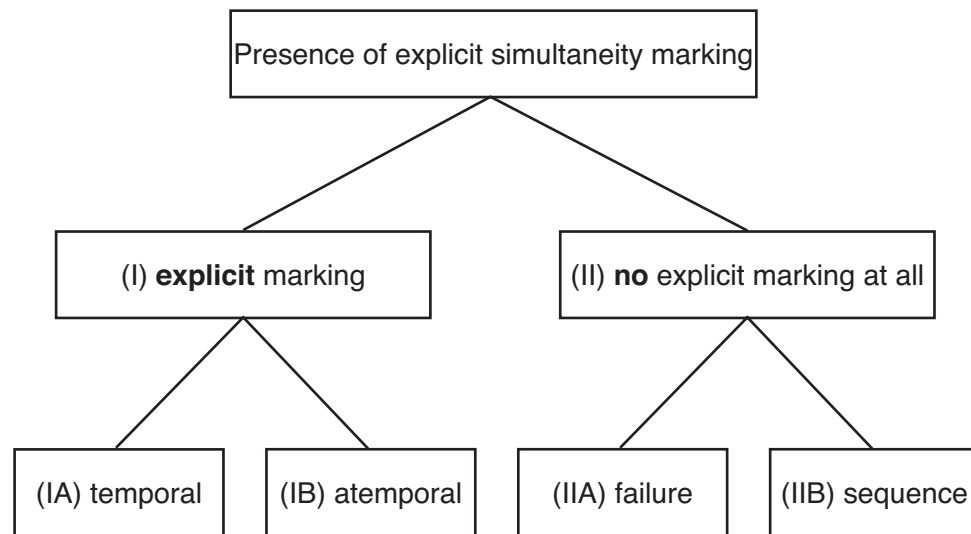 Presence of explicit simultaneity marking
(I) explicit marking
(II) no explicit marking at all
(IA) temporal
(IB) atemporal
(IIA) failure
(IIB) sequence